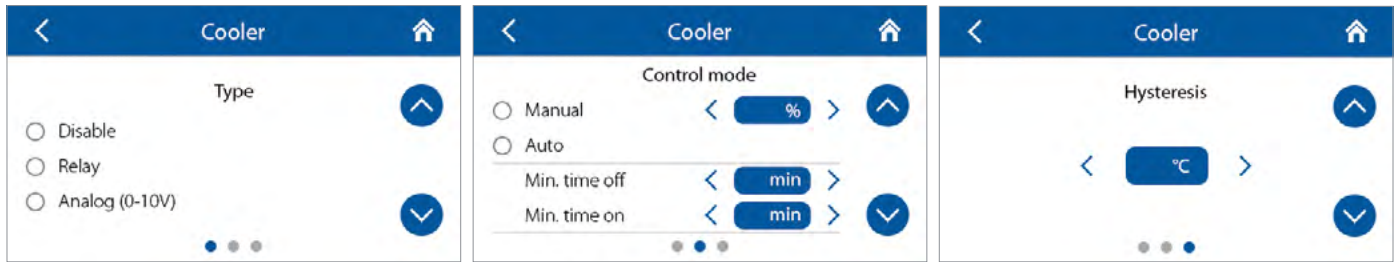 Cooler
Type
Disable
Relay
Analog (0-10V)
Cooler
Control mode
Manual %
Auto
Min. time off min
Min. time on min
Cooler
Hysteresis
°C